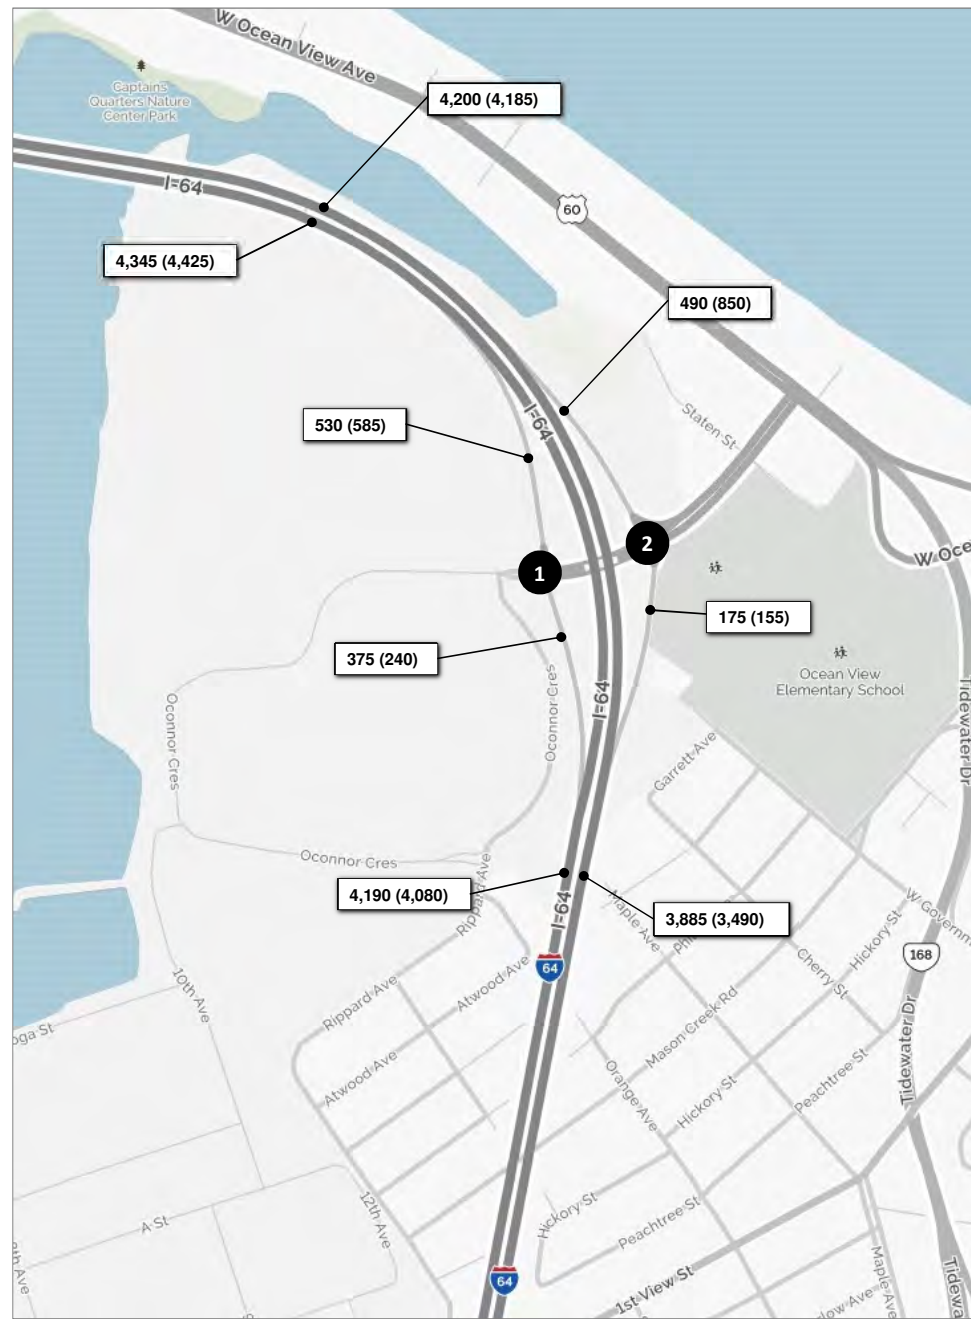 W Ocean View Ave
Captains
Quarters Nature
Center Park
4,200 (4,185)
I-64
60
4,345 (4,425)
490 (850)
I-64
530 (585)
Staten St
2
1
W Oce
175 (155)
375 (240)
Ocean View
Elementary School
I-64
Oconnor Cres
Oconnor Cres
Tidewater Dr
Garrett Ave
Oconnor Cres
4,190 (4,080)
Rippard Ave
I-64
Maple Ave
3,885 (3,490)
W Governm
Hickory St
168
64
Cherry St
10th Ave
Atwood Ave
Rippard Ave
Mason Creek Rd
oga St
Tidewater Dr
Atwood Ave
Orange Ave
Hickory St
Peachtree St
12th Ave
A St
Hickory St
Peachtree St
64
1st View St
Maple Ave
Tidewa